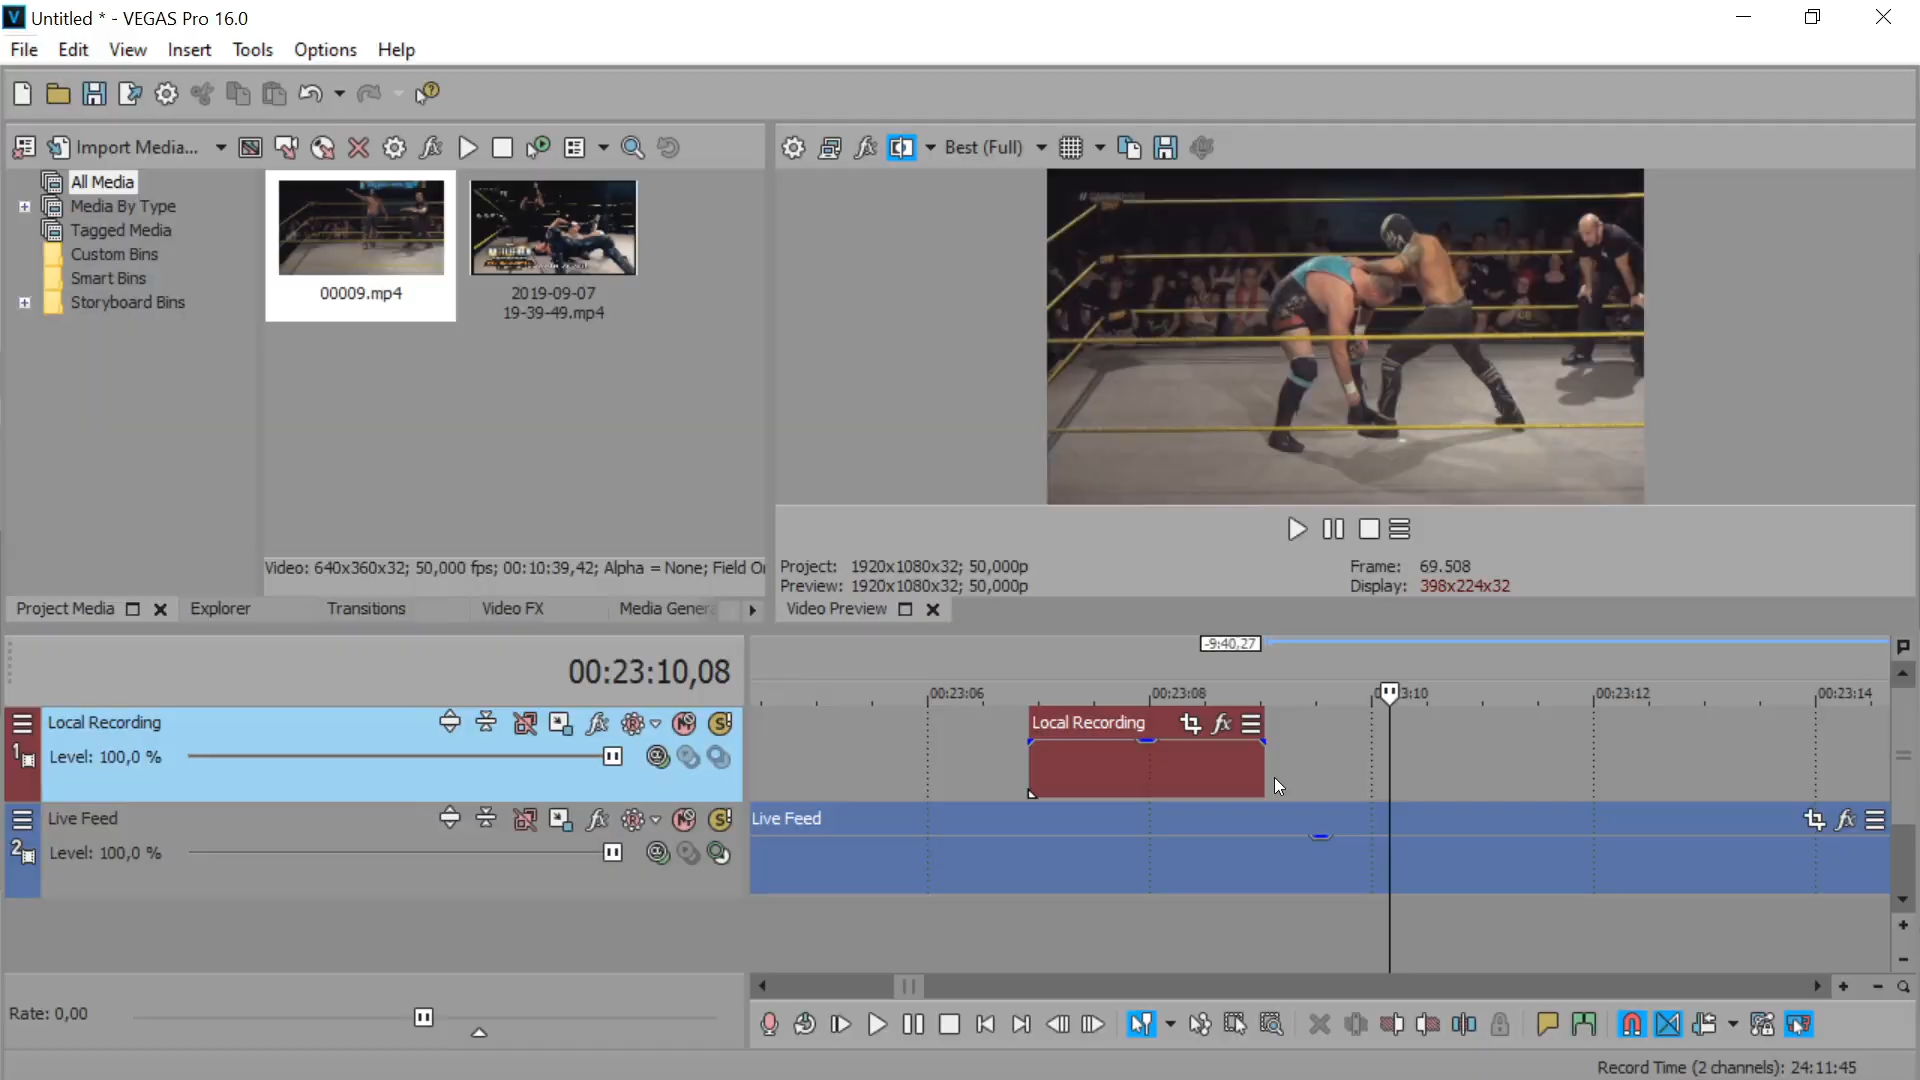 Untitled * - VEGAS Pro 16.0
File Edit View Insert Tools Options Help
Import Media...
Best (Full)
All Media
Media By Type
Tagged Media
Custom Bins
Smart Bins
Storyboard Bins
00009.mp4
2019-09-07
19-39-49.mp4
Video: 640x360x32; 50,000 fps; 00:10:39,42; Alpha = None; Field O
Project: 1920x1080x32; 50,000p
Preview: 1920x1080x32; 50,000p
Frame: 69.508
Display: 398x224x32
Project Media
Explorer
Transitions
Video FX
Media Genera
Video Preview
-9:40,27
00:23:10,08
00:23:06
00:23:08
3:10
00:23:12
00:23:14
Local Recording
Level: 100,0 %
1
Local Recording
Live Feed
Level: 100,0 %
2
Live Feed
Rate: 0,00
Record Time (2 channels): 24:11:45